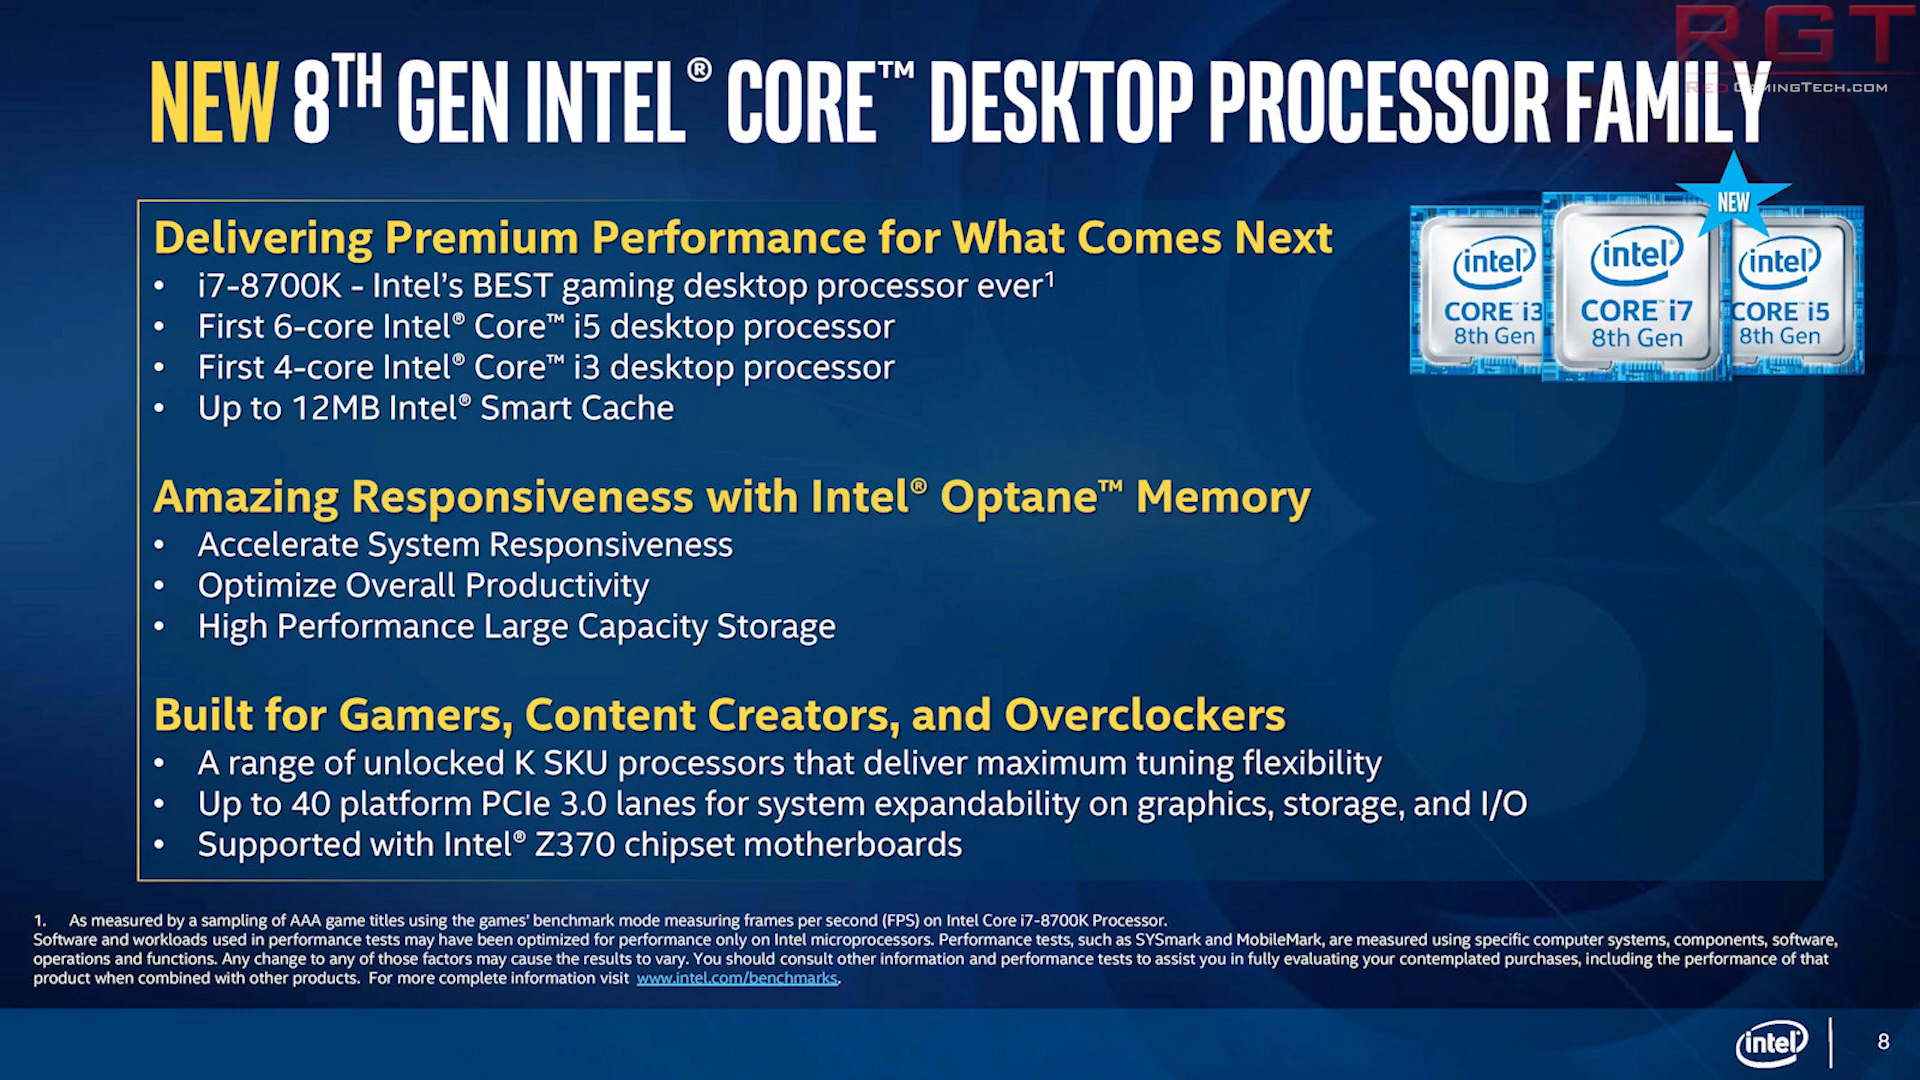 RGT
REDGAMINGTECH.COM
NEW 8TH GEN INTEL® CORE™ DESKTOP PROCESSOR FAMILY
NEW
intel®
CORE™ i3
8th Gen
intel®
CORE™ i7
8th Gen
intel®
CORE™ i5
8th Gen
Delivering Premium Performance for What Comes Next
• i7-8700K - Intel's BEST gaming desktop processor ever1
• First 6-core Intel® Core™ i5 desktop processor
• First 4-core Intel® Core™ i3 desktop processor
• Up to 12MB Intel® Smart Cache
Amazing Responsiveness with Intel® Optane™ Memory
• Accelerate System Responsiveness
• Optimize Overall Productivity
• High Performance Large Capacity Storage
Built for Gamers, Content Creators, and Overclockers
• A range of unlocked K SKU processors that deliver maximum tuning flexibility
• Up to 40 platform PCIe 3.0 lanes for system expandability on graphics, storage, and I/O
• Supported with Intel® Z370 chipset motherboards
1. As measured by a sampling of AAA game titles using the games' benchmark mode measuring frames per second (FPS) on Intel Core i7-8700K Processor.
Software and workloads used in performance tests may have been optimized for performance only on Intel microprocessors. Performance tests, such as SYSmark and MobileMark, are measured using specific computer systems, components, software,
operations and functions. Any change to any of those factors may cause the results to vary. You should consult other information and performance tests to assist you in fully evaluating your contemplated purchases, including the performance of that
product when combined with other products. For more complete information visit www.intel.com/benchmarks.
intel®
8